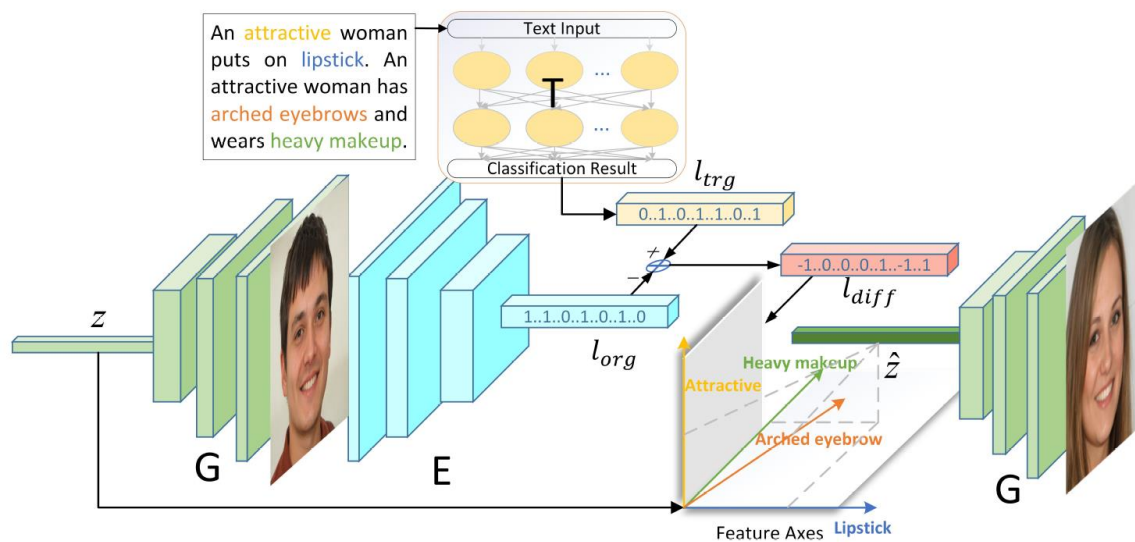 An attractive woman
puts on lipstick. An
attractive woman has
arched eyebrows and
wears heavy makeup.
Text Input
...
T
...
Classification Result
l_trg
0..1..0..1..1..0..1
+
−
-1..0..0..0..1..-1..1
l_diff
z
1..1..0..1..0..1..0
l_org
ẑ
Heavy makeup
Attractive
Arched eyebrow
G
E
G
Feature Axes
Lipstick